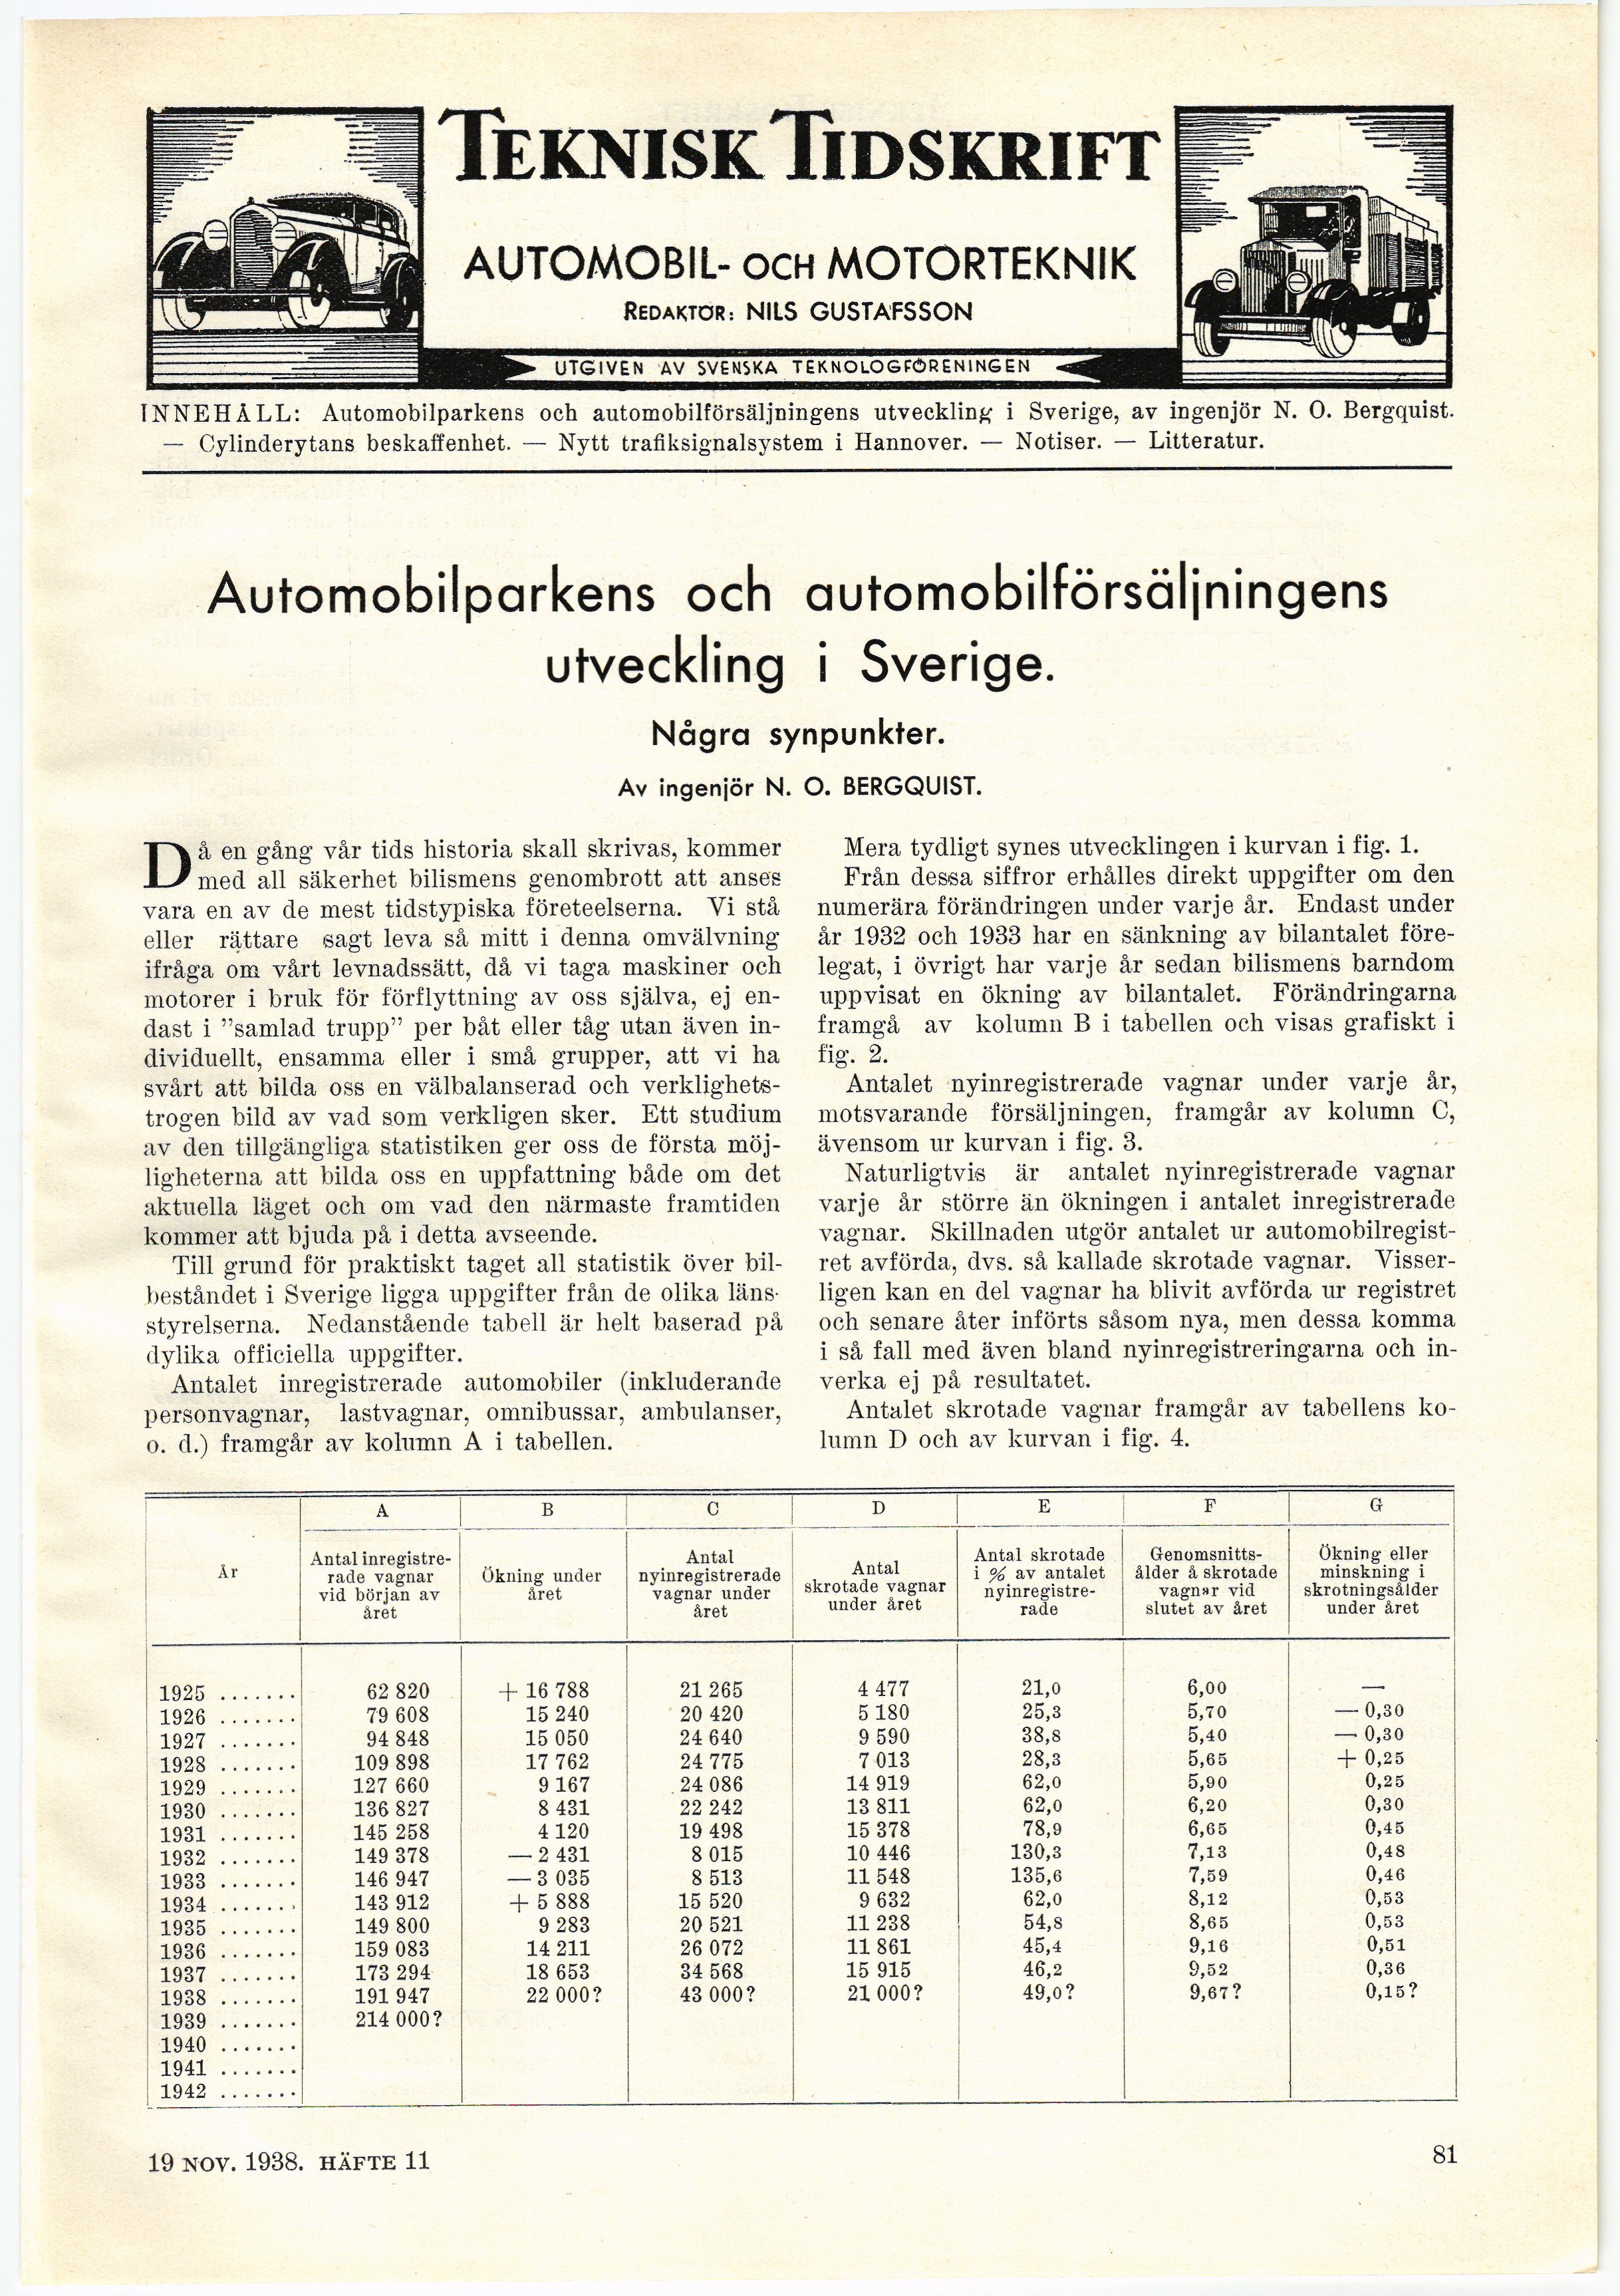 TEKNISK TIDSKRIFT
AUTOMOBIL- OCH MOTORTEKNIK
REDAKTÖR: NILS GUSTAFSSON
UTGIVEN AV SVENSKA TEKNOLOGFÖRENINGEN
INNEHÅLL: Automobilparkens och automobilförsäljningens utveckling i Sverige, av ingenjör N. O. Bergquist.
— Cylinderytans beskaffenhet. — Nytt trafiksignalsystem i Hannover. — Notiser. — Litteratur.
Automobilparkens och automobilförsäljningens
utveckling i Sverige.
Några synpunkter.
Av ingenjör N. O. BERGQUIST.
Då en gång vår tids historia skall skrivas, kommer
med all säkerhet bilismens genombrott att anses
vara en av de mest tidstypiska företeelserna. Vi stå
eller rättare sagt leva så mitt i denna omvälvning
ifråga om vårt levnadssätt, då vi taga maskiner och
motorer i bruk för förflyttning av oss själva, ej en-
dast i ”samlad trupp” per båt eller tåg utan även in-
dividuellt, ensamma eller i små grupper, att vi ha
svårt att bilda oss en välbalanserad och verklighets-
trogen bild av vad som verkligen sker. Ett studium
av den tillgängliga statistiken ger oss de första möj-
ligheterna att bilda oss en uppfattning både om det
aktuella läget och om vad den närmaste framtiden
kommer att bjuda på i detta avseende.
Till grund för praktiskt taget all statistik över bil-
beståndet i Sverige ligga uppgifter från de olika läns-
styrelserna. Nedanstående tabell är helt baserad på
dylika officiella uppgifter.
Antalet inregistrerade automobiler (inkluderande
personvagnar, lastvagnar, omnibussar, ambulanser,
o. d.) framgår av kolumn A i tabellen.
Mera tydligt synes utvecklingen i kurvan i fig. 1.
Från dessa siffror erhålles direkt uppgifter om den
numerära förändringen under varje år. Endast under
år 1932 och 1933 har en sänkning av bilantalet före-
legat, i övrigt har varje år sedan bilismens barndom
uppvisat en ökning av bilantalet. Förändringarna
framgå av kolumn B i tabellen och visas grafiskt i
fig. 2.
Antalet nyinregistrerade vagnar under varje år,
motsvarande försäljningen, framgår av kolumn C,
ävensom ur kurvan i fig. 3.
Naturligtvis är antalet nyinregistrerade vagnar
varje år större än ökningen i antalet inregistrerade
vagnar. Skillnaden utgör antalet ur automobilregist-
ret avförda, dvs. så kallade skrotade vagnar. Visser-
ligen kan en del vagnar ha blivit avförda ur registret
och senare åter införts såsom nya, men dessa komma
i så fall med även bland nyinregistreringarna och in-
verka ej på resultatet.
Antalet skrotade vagnar framgår av tabellens ko-
lumn D och av kurvan i fig. 4.
A B C D E F G
År
Antal inregistre-
rade vagnar
vid början av
året
Ökning under
året
Antal
nyinregistrerade
vagnar under
året
Antal
skrotade vagnar
under året
Antal skrotade
i % av antalet
nyinregistre-
rade
Genomsnitts-
ålder å skrotade
vagnar vid
slutet av året
Ökning eller
minskning i
skrotningsålder
under året
1925 ....... 62 820 + 16 788 21 265 4 477 21,0 6,00 —
1926 ....... 79 608 15 240 20 420 5 180 25,3 5,70 — 0,30
1927 ....... 94 848 15 050 24 640 9 590 38,8 5,40 — 0,30
1928 ....... 109 898 17 762 24 775 7 013 28,3 5,65 + 0,25
1929 ....... 127 660 9 167 24 086 14 919 62,0 5,90 0,25
1930 ....... 136 827 8 431 22 242 13 811 62,0 6,20 0,30
1931 ....... 145 258 4 120 19 498 15 378 78,9 6,65 0,45
1932 ....... 149 378 — 2 431 8 015 10 446 130,3 7,13 0,48
1933 ....... 146 947 — 3 035 8 513 11 548 135,6 7,59 0,46
1934 ....... 143 912 + 5 888 15 520 9 632 62,0 8,12 0,53
1935 ....... 149 800 9 283 20 521 11 238 54,8 8,65 0,53
1936 ....... 159 083 14 211 26 072 11 861 45,4 9,16 0,51
1937 ....... 173 294 18 653 34 568 15 915 46,2 9,52 0,36
1938 ....... 191 947 22 000? 43 000? 21 000? 49,0? 9,67? 0,15?
1939 ....... 214 000?
1940 .......
1941 .......
1942 .......
19 NOV. 1938. HÄFTE 11
81